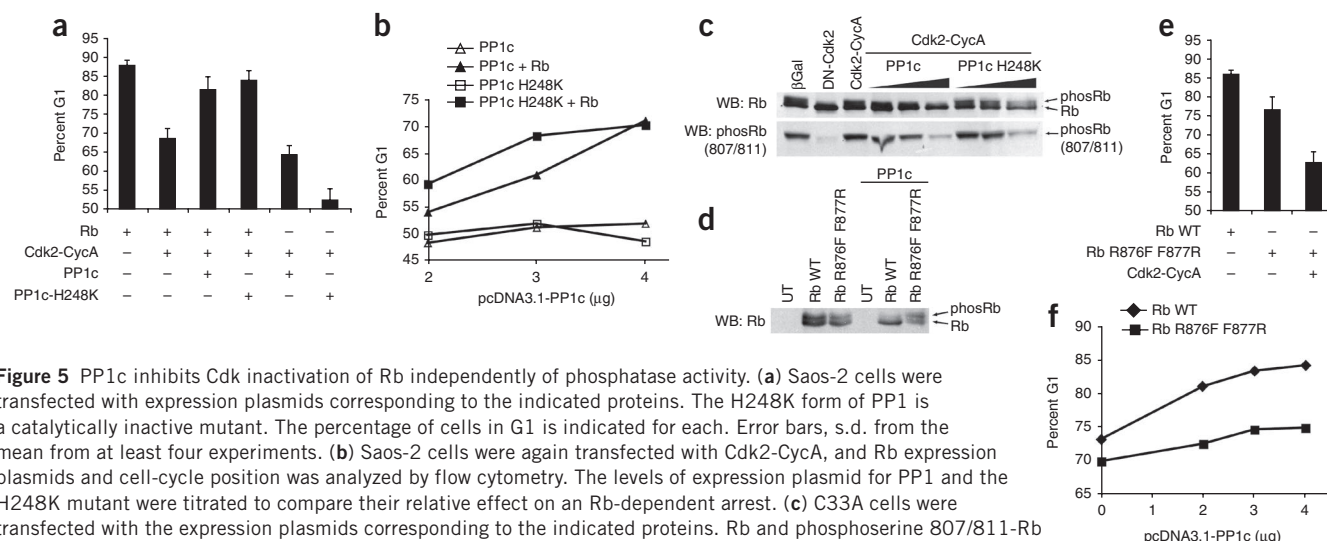 a
Percent G1
95
90
85
80
75
70
65
60
55
50
Rb + + + + – –
Cdk2-CycA – + + + + +
PP1c – – + – + –
PP1c-H248K – – – + – +
b
PP1c
PP1c + Rb
PP1c H248K
PP1c H248K + Rb
Percent G1
75
70
65
60
55
50
45
2 3 4
pcDNA3.1-PP1c (µg)
c
Cdk2-CycA
βGal
DN-Cdk2
Cdk2-CycA
PP1c
PP1c H248K
WB: Rb
phosRb
Rb
WB: phosRb
(807/811)
phosRb
(807/811)
d
PP1c
UT
Rb WT
Rb R876F F877R
UT
Rb WT
Rb R876F F877R
WB: Rb
phosRb
Rb
e
Percent G1
95
90
85
80
75
70
65
60
55
50
Rb WT + – –
Rb R876F F877R – + +
Cdk2-CycA – – +
f
Rb WT
Rb R876F F877R
Percent G1
90
85
80
75
70
65
0 1 2 3 4
pcDNA3.1-PP1c (µg)
Figure 5 PP1c inhibits Cdk inactivation of Rb independently of phosphatase activity. (a) Saos-2 cells were
transfected with expression plasmids corresponding to the indicated proteins. The H248K form of PP1 is
a catalytically inactive mutant. The percentage of cells in G1 is indicated for each. Error bars, s.d. from the
mean from at least four experiments. (b) Saos-2 cells were again transfected with Cdk2-CycA, and Rb expression
plasmids and cell-cycle position was analyzed by flow cytometry. The levels of expression plasmid for PP1 and the
H248K mutant were titrated to compare their relative effect on an Rb-dependent arrest. (c) C33A cells were
transfected with the expression plasmids corresponding to the indicated proteins. Rb and phosphoserine 807/811-Rb